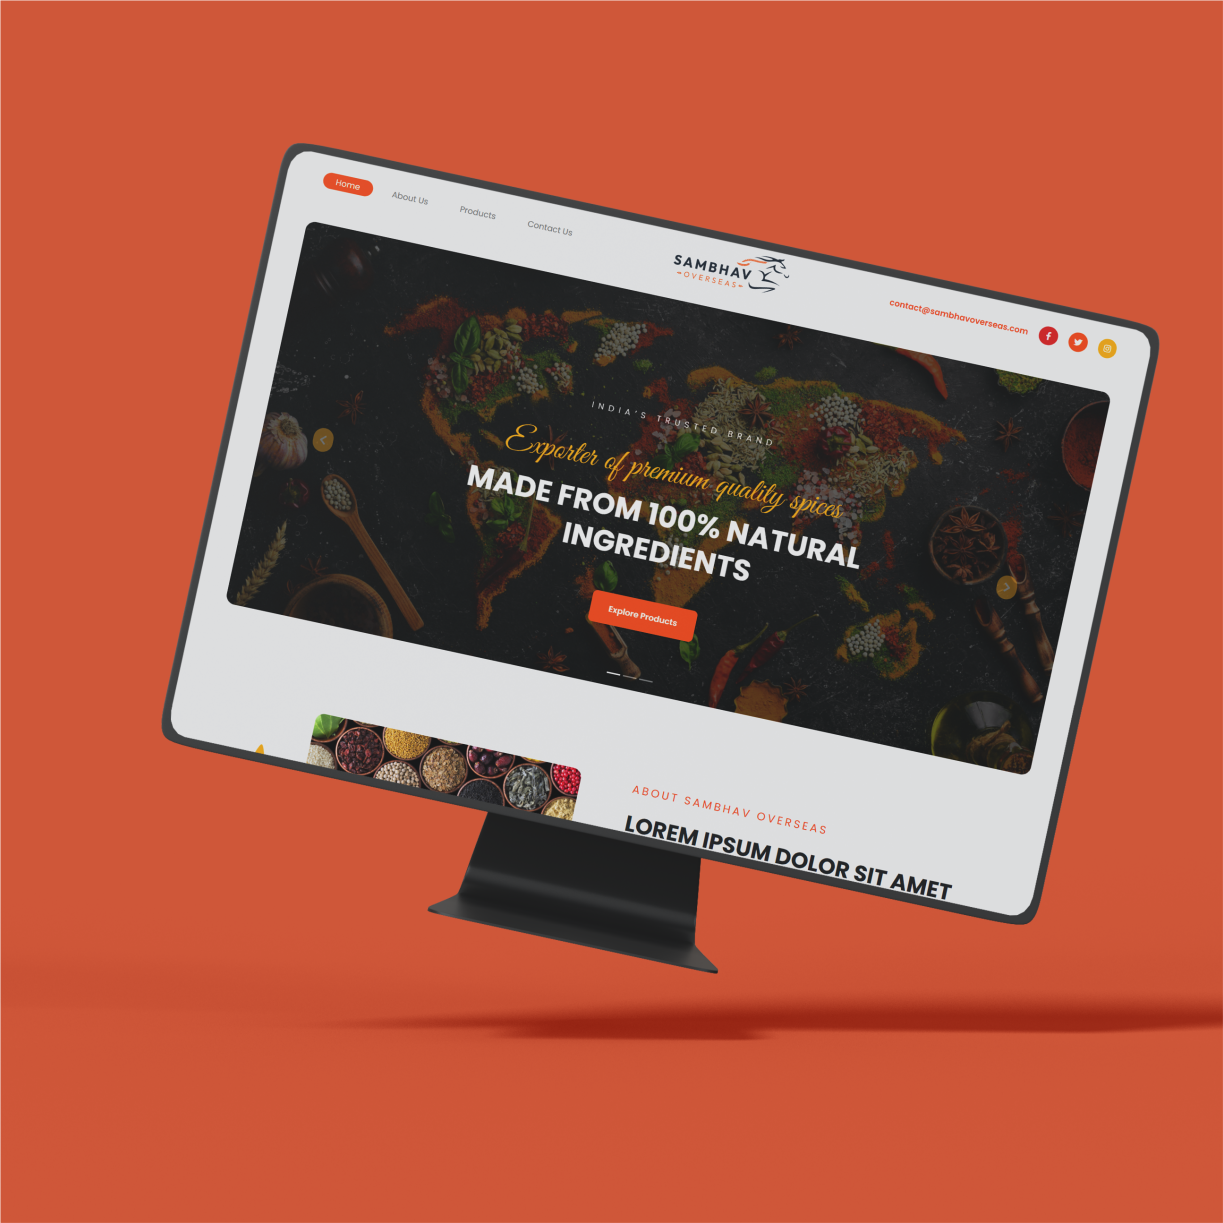 Home
About Us
Products
Contact Us
SAMBHAV
OVERSEAS
contact@sambhavoverseas.com
INDIA'S TRUSTED BRAND
Exporter of premium quality spices
MADE FROM 100% NATURAL
INGREDIENTS
Explore Products
ABOUT SAMBHAV OVERSEAS
LOREM IPSUM DOLOR SIT AMET